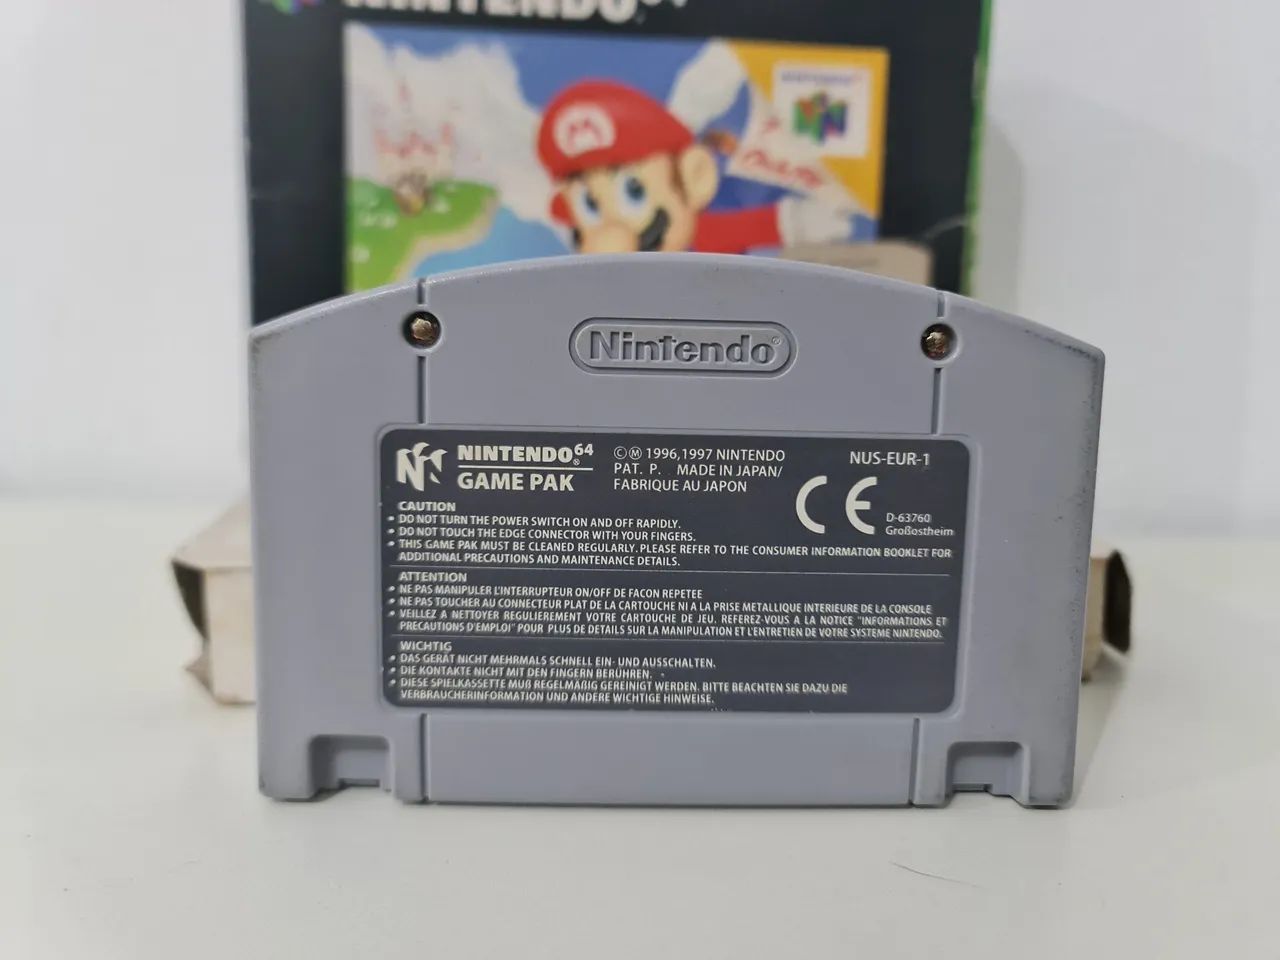 NINTENDO 64
Nintendo®
NINTENDO64®
GAME PAK
©Ⓜ 1996,1997 NINTENDO
PAT. P. MADE IN JAPAN/
FABRIQUE AU JAPON
NUS-EUR-1
CE
D-63760
Großostheim
CAUTION
• DO NOT TURN THE POWER SWITCH ON AND OFF RAPIDLY.
• DO NOT TOUCH THE EDGE CONNECTOR WITH YOUR FINGERS.
• THIS GAME PAK MUST BE CLEANED REGULARLY. PLEASE REFER TO THE CONSUMER INFORMATION BOOKLET FOR
ADDITIONAL PRECAUTIONS AND MAINTENANCE DETAILS.
ATTENTION
• NE PAS MANIPULER L'INTERRUPTEUR ON/OFF DE FACON REPETEE
• NE PAS TOUCHER AU CONNECTEUR PLAT DE LA CARTOUCHE NI A LA PRISE METALLIQUE INTERIEURE DE LA CONSOLE
• VEILLEZ A NETTOYER REGULIEREMENT VOTRE CARTOUCHE DE JEU. REFEREZ-VOUS A LA NOTICE "INFORMATIONS ET
PRECAUTIONS D'EMPLOI" POUR PLUS DE DETAILS SUR LA MANIPULATION ET L'ENTRETIEN DE VOTRE SYSTEME NINTENDO.
WICHTIG
• DAS GERÄT NICHT MEHRMALS SCHNELL EIN- UND AUSSCHALTEN.
• DIE KONTAKTE NICHT MIT DEN FINGERN BERÜHREN.
• DIESE SPIELKASSETTE MUß REGELMÄßIG GEREINIGT WERDEN. BITTE BEACHTEN SIE DAZU DIE
VERBRAUCHERINFORMATION UND ANDERE WICHTIGE HINWEISE.